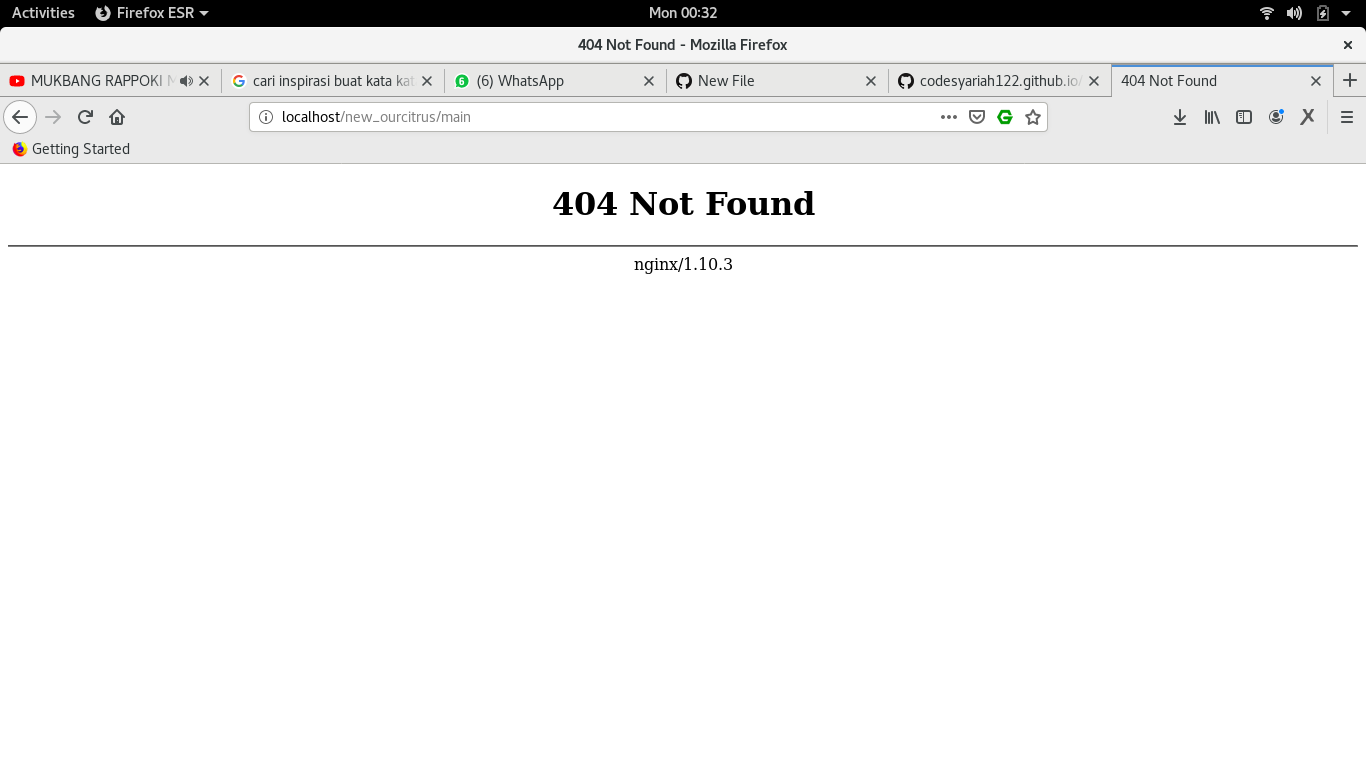 Activities Firefox ESR Mon 00:32
404 Not Found - Mozilla Firefox
MUKBANG RAPPOKI cari inspirasi buat kata kat 6 (6) WhatsApp New File codesyariah122.github.io/ 404 Not Found
localhost/new_ourcitrus/main
Getting Started
404 Not Found
nginx/1.10.3